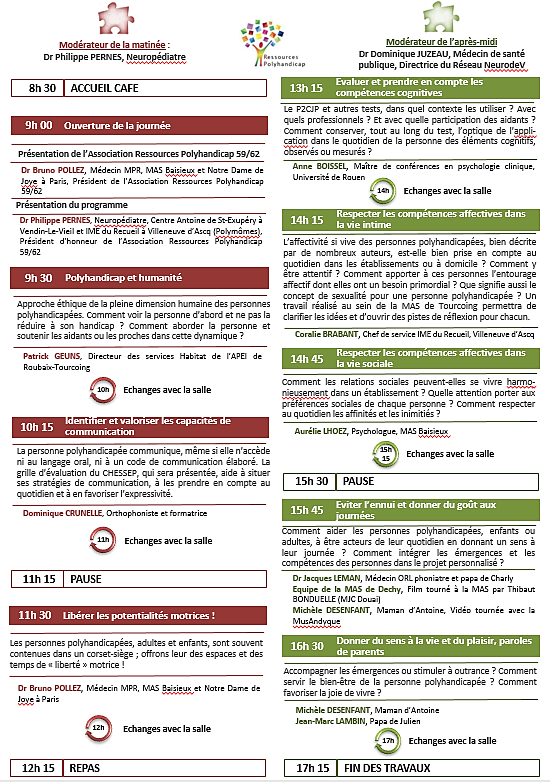 Modérateur de la matinée :
Dr Philippe PERNES, Neuropédiatre
Ressources
Polyhandicap
8h 30 ACCUEIL CAFE
9h 00 Ouverture de la journée
Présentation de l'Association Ressources Polyhandicap 59/62
Dr Bruno POLLEZ, Médecin MPR, MAS Baisieux et Notre Dame de
Joye à Paris, Président de l'Association Ressources Polyhandicap
59/62
Présentation du programme
Dr Philippe PERNES, Neuropédiatre, Centre Antoine de St-Exupéry à
Vendin-Le-Vieil et IME du Recueil à Villeneuve d'Ascq (Polymômes),
Président d'honneur de l'Association Ressources Polyhandicap
59/62
9h 30 Polyhandicap et humanité
Approche éthique de la pleine dimension humaine des personnes
polyhandicapées. Comment voir la personne d'abord et ne pas la
réduire à son handicap ? Comment aborder la personne et
soutenir les aidants ou les proches dans cette dynamique ?
Patrick GEUNS, Directeur des services Habitat de l'APEI de
Roubaix-Tourcoing
10h Echanges avec la salle
10h 15 Identifier et valoriser les capacités de
communication
La personne polyhandicapée communique, même si elle n'accède
ni au langage oral, ni à un code de communication élaboré. La
grille d'évaluation du CHESSEP, qui sera présentée, aide à situer
ses stratégies de communication, à les prendre en compte au
quotidien et à en favoriser l'expressivité.
Dominique CRUNELLE, Orthophoniste et formatrice
11h Echanges avec la salle
11h 15 PAUSE
11h 30 Libérer les potentialités motrices !
Les personnes polyhandicapées, adultes et enfants, sont souvent
contenues dans un corset-siège ; offrons leur des espaces et des
temps de « liberté » motrice !
Dr Bruno POLLEZ, Médecin MPR, MAS Baisieux et Notre Dame de
Joye à Paris
12h Echanges avec la salle
12h 15 REPAS
Modérateur de l'après-midi
Dr Dominique JUZEAU, Médecin de santé
publique, Directrice du Réseau NeurodeV
13h 15 Evaluer et prendre en compte les
compétences cognitives
Le P2CJP et autres tests, dans quel contexte les utiliser ? Avec
quels professionnels ? Et avec quelle participation des aidants ?
Comment conserver, tout au long du test, l'optique de l'appli-
cation dans le quotidien de la personne des éléments cognitifs,
observés ou mesurés ?
Anne BOISSEL, Maître de conférences en psychologie clinique,
Université de Rouen
14h Echanges avec la salle
14h 15 Respecter les compétences affectives dans
la vie intime
L'affectivité si vive des personnes polyhandicapées, bien décrite
par de nombreux auteurs, est-elle bien prise en compte au
quotidien dans les établissements ou à domicile ? Comment y
être attentif ? Comment apporter à ces personnes l'entourage
affectif dont elles ont un besoin primordial ? Que signifie aussi le
concept de sexualité pour une personne polyhandicapée ? Un
travail réalisé au sein de la MAS de Tourcoing permettra de
clarifier les idées et d'ouvrir des pistes de réflexion pour chacun.
Coralie BRABANT, Chef de service IME du Recueil, Villeneuve d'Ascq
14h 45 Respecter les compétences affectives dans
la vie sociale
Comment les relations sociales peuvent-elles se vivre harmo-
nieusement dans un établissement ? Quelle attention porter aux
préférences sociales de chaque personne ? Comment respecter
au quotidien les affinités et les inimitiés ?
Aurélie LHOEZ, Psychologue, MAS Baisieux
15h 15 Echanges avec la salle
15h 30 PAUSE
15h 45 Eviter l'ennui et donner du goût aux
journées
Comment aider les personnes polyhandicapées, enfants ou
adultes, à être acteurs de leur quotidien en donnant un sens à
leur journée ? Comment intégrer les émergences et les
compétences des personnes dans le projet personnalisé ?
Dr Jacques LEMAN, Médecin ORL phoniatre et papa de Charly
Equipe de la MAS de Dechy, Film tourné à la MAS par Thibaut
BONDUELLE (MJC Douai)
Michèle DESENFANT, Maman d'Antoine, Vidéo tournée avec la
MusAndyque
16h 30 Donner du sens à la vie et du plaisir, paroles
de parents
Accompagner les émergences ou stimuler à outrance ? Comment
servir le bien-être de la personne polyhandicapée ? Comment
favoriser la joie de vivre ?
Michèle DESENFANT, Maman d'Antoine
Jean-Marc LAMBIN, Papa de Julien
17h Echanges avec la salle
17h 15 FIN DES TRAVAUX